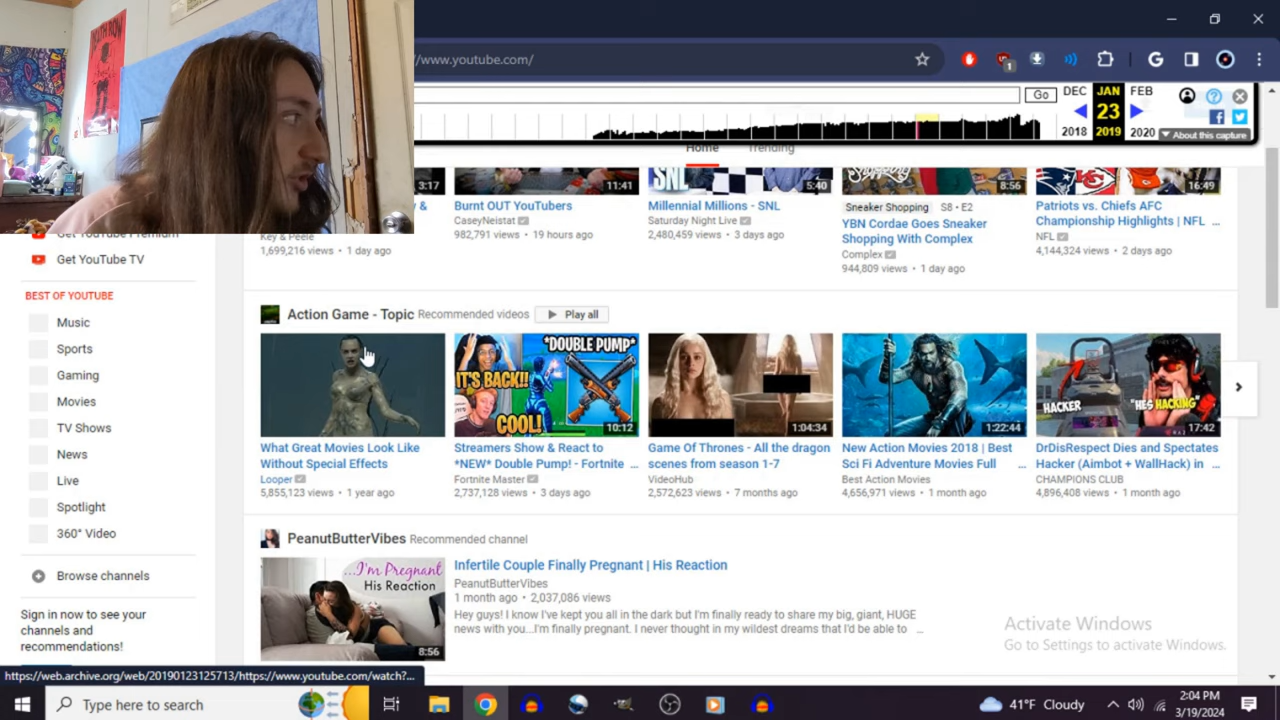 DEATH ROW
//www.youtube.com/
1
Go
DEC
JAN
FEB
23
2018
2019
2020
About this capture
Home
Trending
3:17
11:41
SNL
5:40
8:56
16:49
&
Key & Peele
1,699,216 views • 1 day ago
Burnt OUT YouTubers
CaseyNeistat
982,791 views • 19 hours ago
Millennial Millions - SNL
Saturday Night Live
2,480,459 views • 3 days ago
Sneaker Shopping S8 • E2
YBN Cordae Goes Sneaker
Shopping With Complex
Complex
944,809 views • 1 day ago
Patriots vs. Chiefs AFC
Championship Highlights | NFL ...
NFL
4,144,324 views • 2 days ago
Get YouTube Premium
Get YouTube TV
BEST OF YOUTUBE
Music
Sports
Gaming
Movies
TV Shows
News
Live
Spotlight
360° Video
Browse channels
Sign in now to see your
channels and
recommendations!
Action Game - Topic Recommended videos Play all
What Great Movies Look Like
Without Special Effects
Looper
5,855,123 views • 1 year ago
*DOUBLE PUMP*
IT'S BACK!!
COOL!
10:12
Streamers Show & React to
*NEW* Double Pump! - Fortnite ...
Fortnite Master
2,737,128 views • 3 days ago
1:04:34
Game Of Thrones - All the dragon
scenes from season 1-7
VideoHub
2,572,623 views • 7 months ago
1:22:44
New Action Movies 2018 | Best
Sci Fi Adventure Movies Full ...
Best Action Movies
4,656,971 views • 1 month ago
HACKER
"HES HACKING"
17:42
DrDisRespect Dies and Spectates
Hacker (Aimbot + WallHack) in ...
CHAMPIONS CLUB
4,896,408 views • 1 month ago
PeanutButterVibes Recommended channel
...I'm Pregnant
His Reaction
8:56
Infertile Couple Finally Pregnant | His Reaction
PeanutButterVibes
1 month ago • 2,037,086 views
Hey guys! I know I've kept you all in the dark but I'm finally ready to share my big, giant, HUGE
news with you...I'm finally pregnant. I never thought in my wildest dreams that I'd be able to ...
Activate Windows
Go to Settings to activate Windows.
https://web.archive.org/web/20190123125713/https://www.youtube.com/watch?...
Type here to search
41°F Cloudy
2:04 PM
3/19/2024